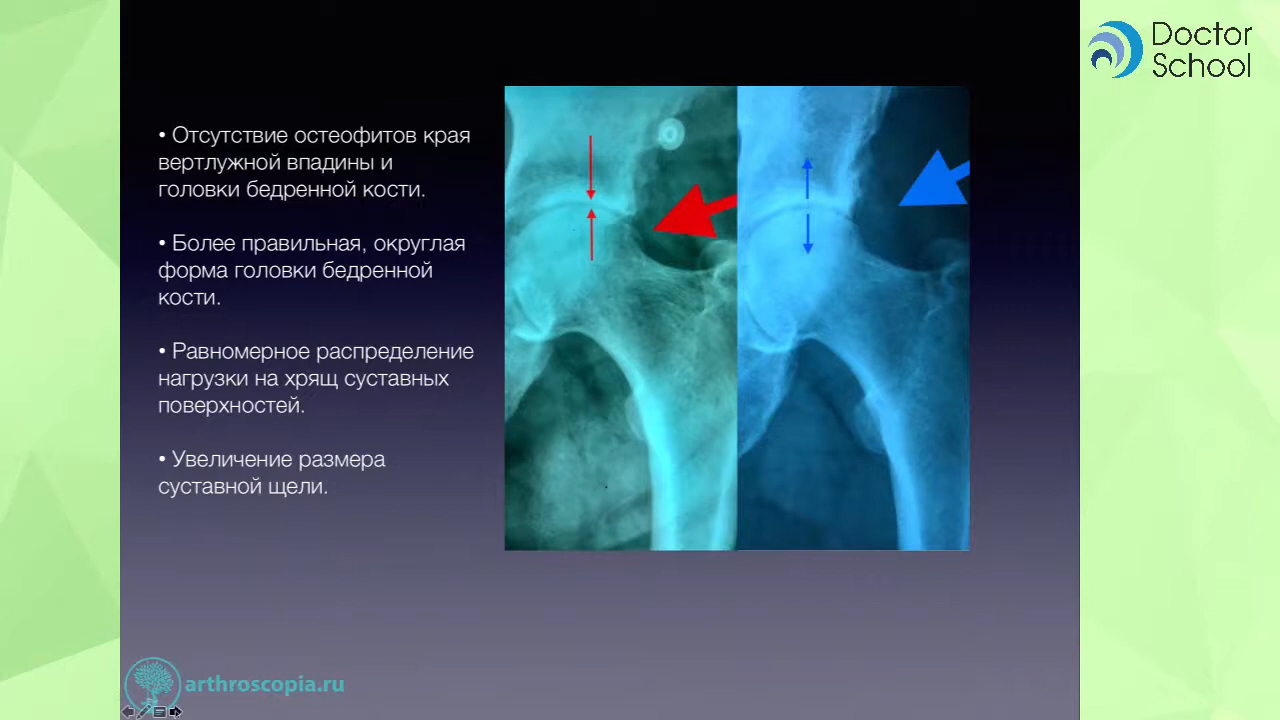 Doctor
School
• Отсутствие остеофитов края
вертлужной впадины и
головки бедренной кости.
• Более правильная, округлая
форма головки бедренной
кости.
• Равномерное распределение
нагрузки на хрящ суставных
поверхностей.
• Увеличение размера
суставной щели.
arthroscopia.ru